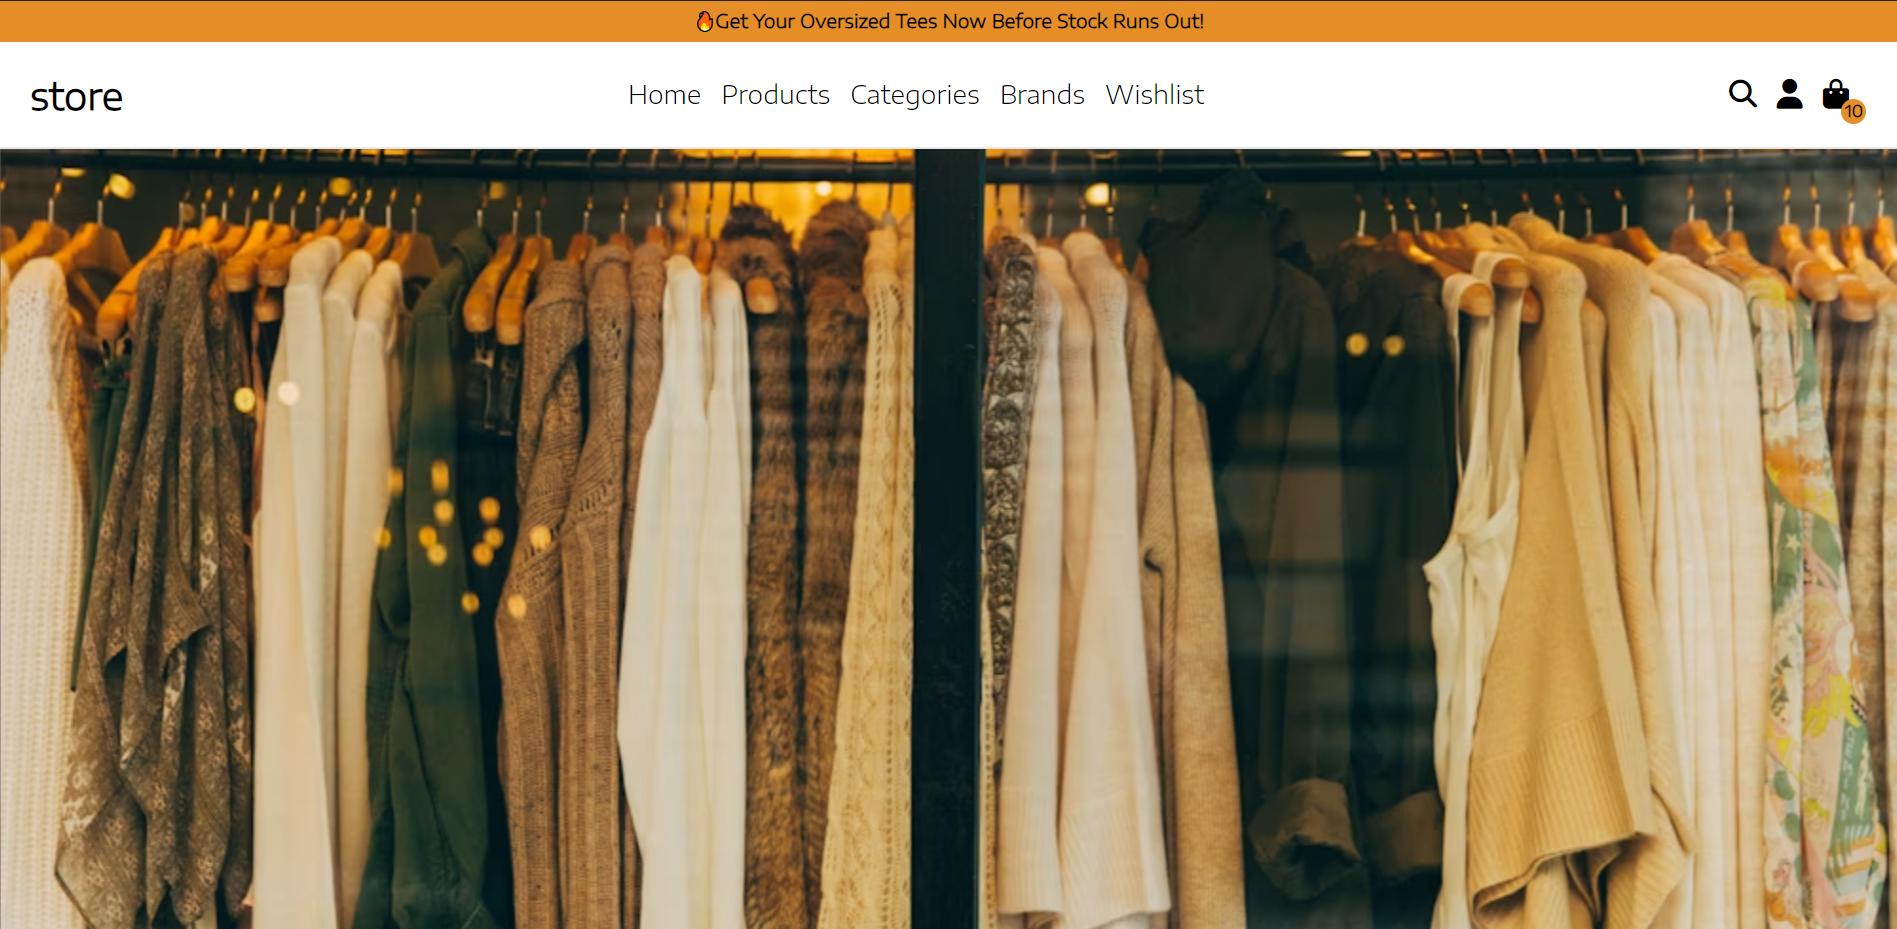 🔥Get Your Oversized Tees Now Before Stock Runs Out!
store
Home Products Categories Brands Wishlist
10